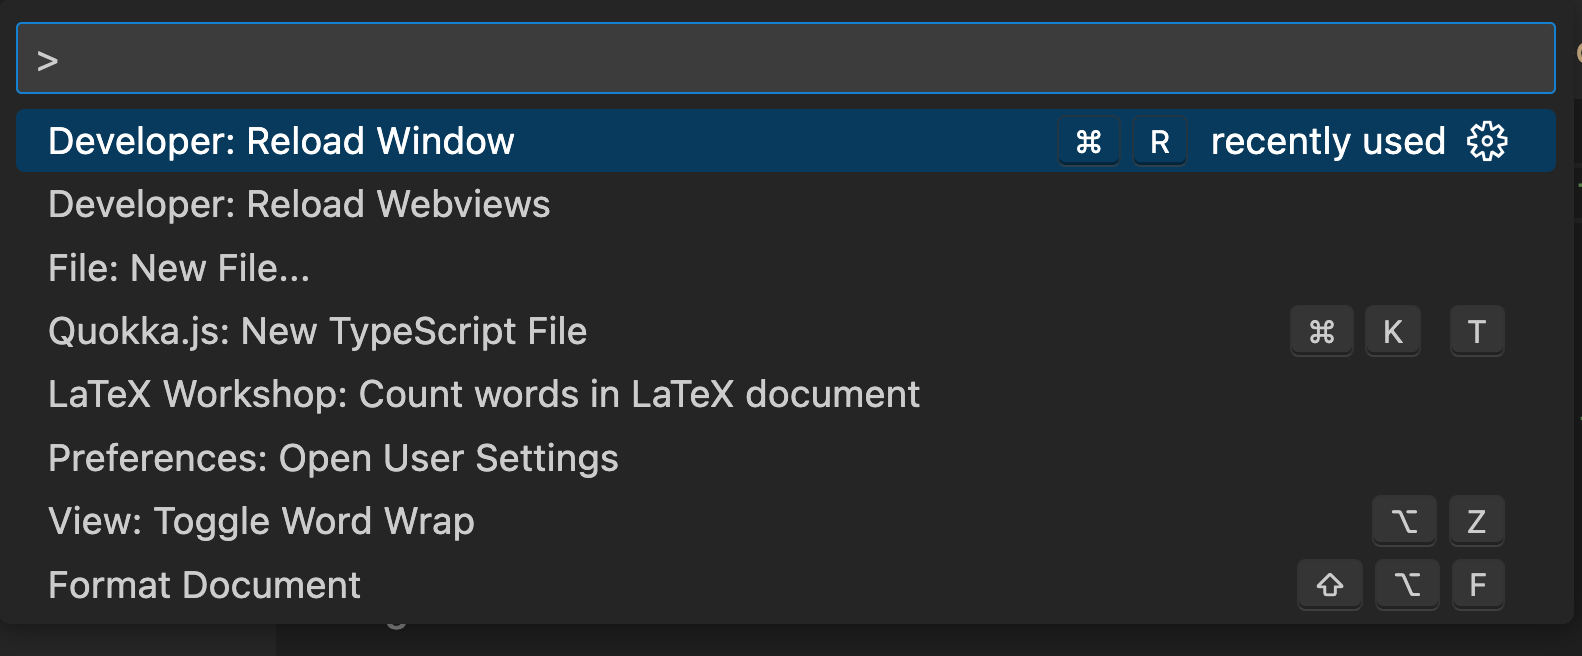 >
Developer: Reload Window ⌘ R recently used
Developer: Reload Webviews
File: New File...
Quokka.js: New TypeScript File ⌘ K T
LaTeX Workshop: Count words in LaTeX document
Preferences: Open User Settings
View: Toggle Word Wrap ⌥ Z
Format Document ⇧ ⌥ F